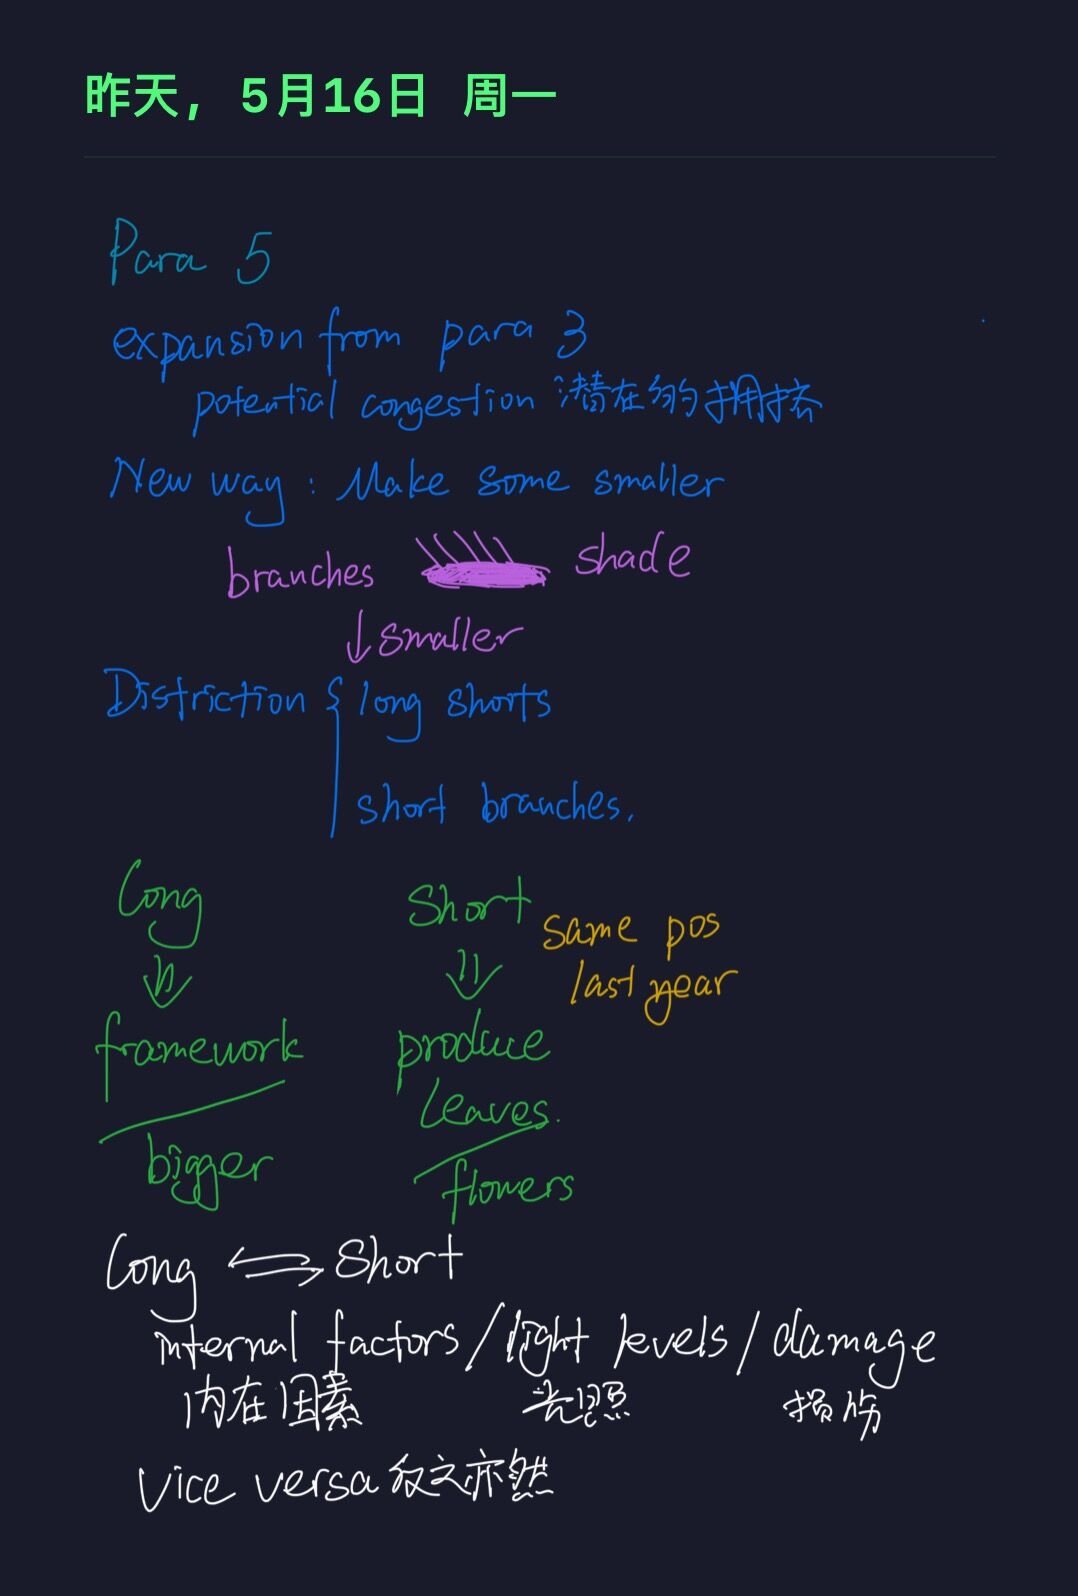 昨天，5月16日 周一
Para 5
expansion from para 3
potential congestion 潜在的拥挤
New way : Make some smaller
branches shade
↓ smaller
Distriction { long shorts
short branches.
Long Short same pos
last year
framework produce
leaves.
bigger flowers
Long ⇌ Short
internal factors / light levels / damage
内在因素 光照 损伤
vice versa 反之亦然